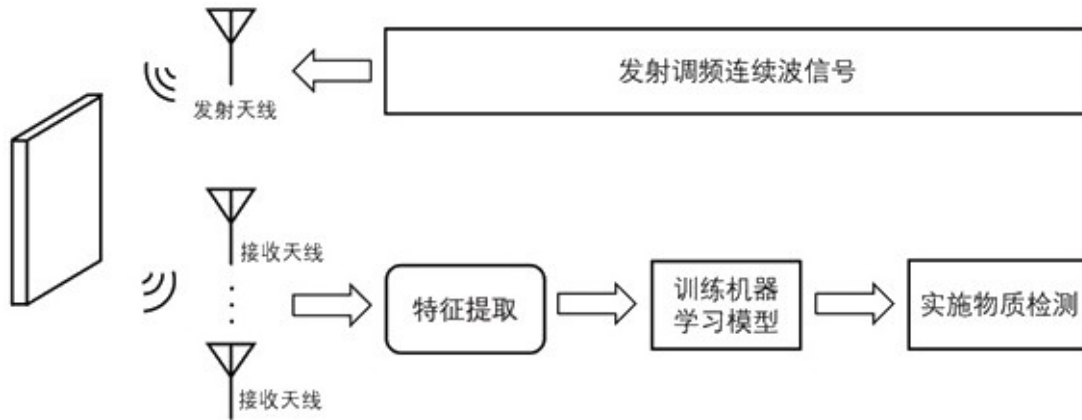 发射调频连续波信号
发射天线
接收天线
特征提取
训练机器
学习模型
实施物质检测
接收天线